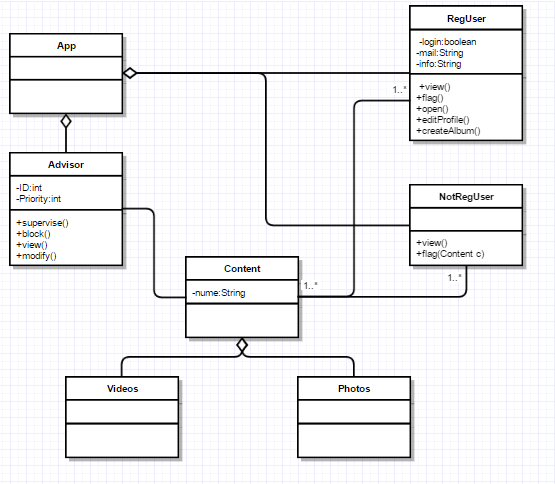 RegUser
-login:boolean
-mail:String
-info:String
+view()
+flag()
+open()
+editProfile()
+createAlbum()
App
1..*
Advisor
-ID:int
-Priority:int
+supervise()
+block()
+view()
+modify()
NotRegUser
+view()
+flag(Content c)
1..*
Content
-nume:String
1..*
Videos
Photos